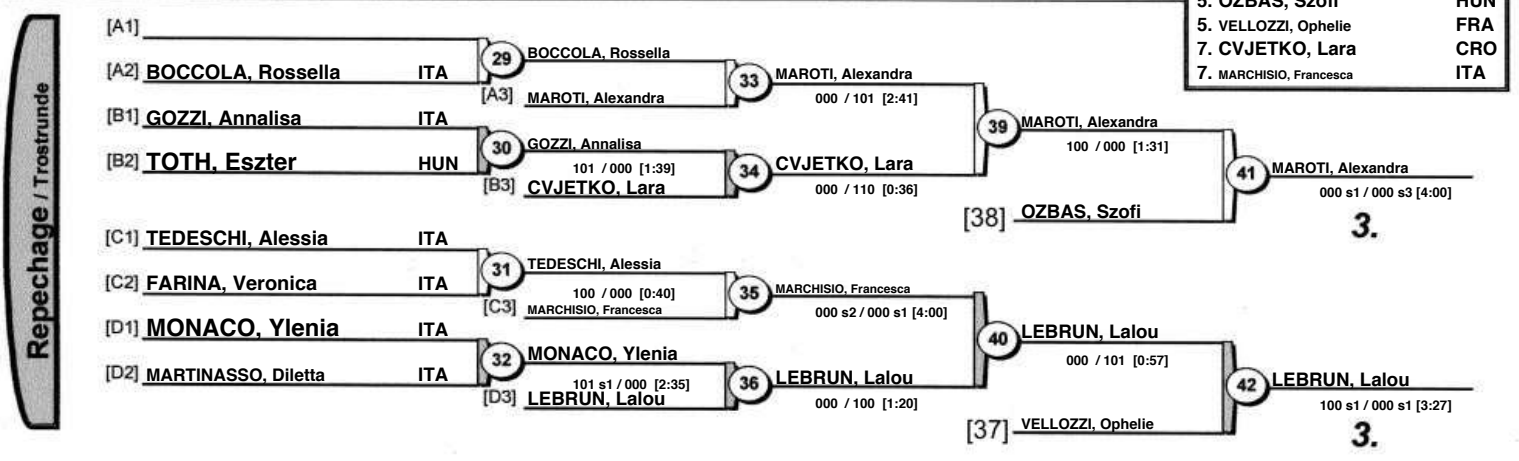 5. OZBAS, Szofi HUN
5. VELLOZZI, Ophelie FRA
7. CVJETKO, Lara CRO
7. MARCHISIO, Francesca ITA
Repechage / Trostrunde
[A1]
[A2] BOCCOLA, Rossella ITA
29
BOCCOLA, Rossella
[A3] MAROTI, Alexandra
33
MAROTI, Alexandra
000 / 101 [2:41]
[B1] GOZZI, Annalisa ITA
[B2] TOTH, Eszter HUN
30
GOZZI, Annalisa
101 / 000 [1:39]
[B3] CVJETKO, Lara
34
CVJETKO, Lara
000 / 110 [0:36]
39
MAROTI, Alexandra
100 / 000 [1:31]
[38] OZBAS, Szofi
41
MAROTI, Alexandra
000 s1 / 000 s3 [4:00]
3.
[C1] TEDESCHI, Alessia ITA
[C2] FARINA, Veronica ITA
31
TEDESCHI, Alessia
100 / 000 [0:40]
[C3] MARCHISIO, Francesca
35
MARCHISIO, Francesca
000 s2 / 000 s1 [4:00]
[D1] MONACO, Ylenia ITA
[D2] MARTINASSO, Diletta ITA
32
MONACO, Ylenia
101 s1 / 000 [2:35]
[D3] LEBRUN, Lalou
36
LEBRUN, Lalou
000 / 100 [1:20]
40
LEBRUN, Lalou
000 / 101 [0:57]
[37] VELLOZZI, Ophelie
42
LEBRUN, Lalou
100 s1 / 000 s1 [3:27]
3.